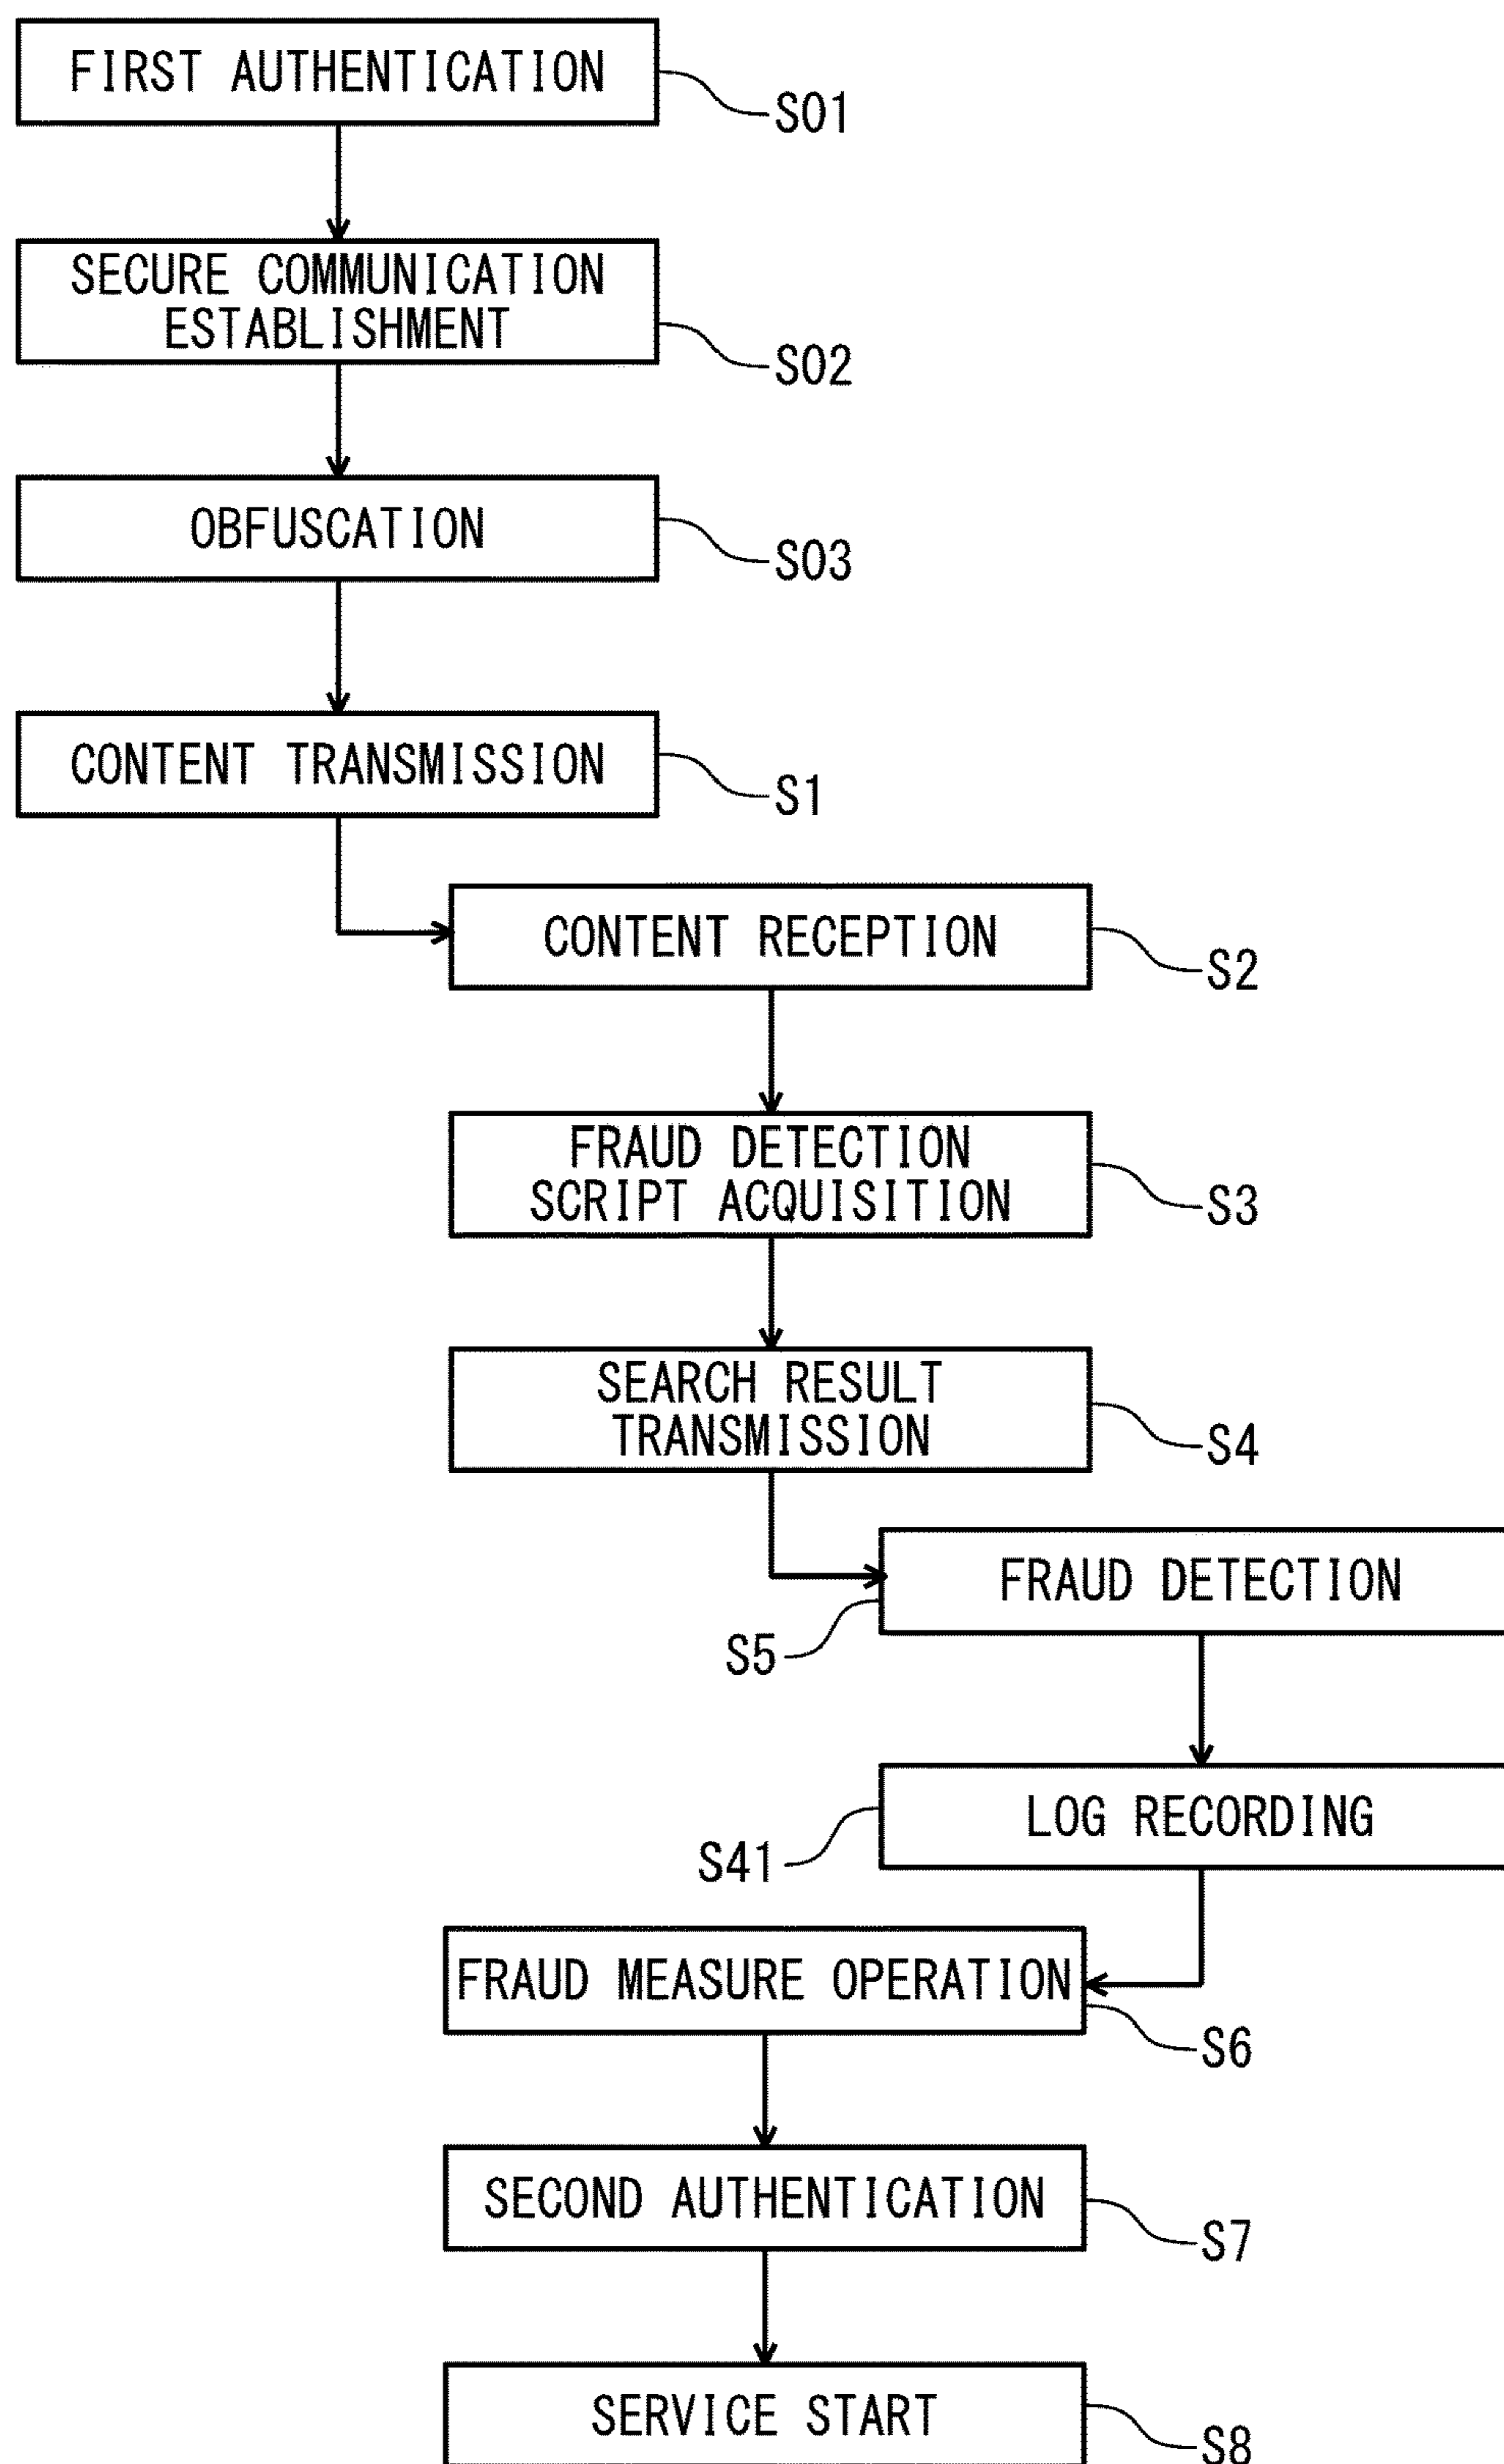 FIRST AUTHENTICATION
S01
SECURE COMMUNICATION
ESTABLISHMENT
S02
OBFUSCATION
S03
CONTENT TRANSMISSION
S1
CONTENT RECEPTION
S2
FRAUD DETECTION
SCRIPT ACQUISITION
S3
SEARCH RESULT
TRANSMISSION
S4
FRAUD DETECTION
S5
LOG RECORDING
S41
FRAUD MEASURE OPERATION
S6
SECOND AUTHENTICATION
S7
SERVICE START
S8